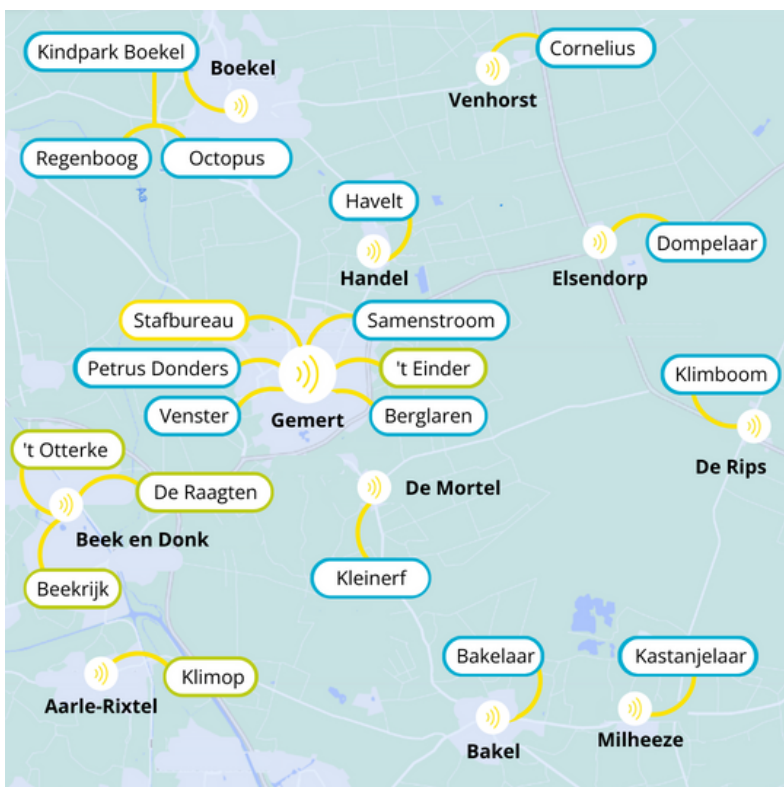 Kindpark Boekel
Boekel
Regenboog
Octopus
Cornelius
Venhorst
Havelt
Handel
Dompelaar
Elsendorp
Stafbureau
Samenstroom
Petrus Donders
't Einder
Venster
Berglaren
Gemert
Klimboom
De Rips
't Otterke
De Raagten
Beek en Donk
Beekrijk
De Mortel
Kleinerf
Klimop
Aarle-Rixtel
Bakelaar
Bakel
Kastanjelaar
Milheeze